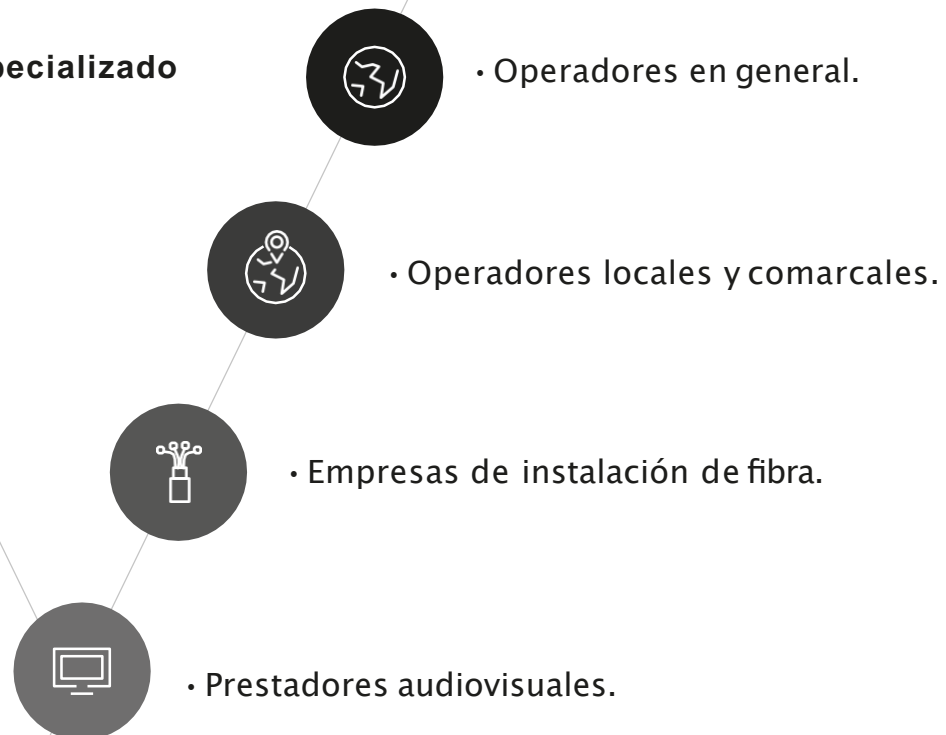 pecializado
· Operadores en general.
· Operadores locales y comarcales.
· Empresas de instalación de fibra.
· Prestadores audiovisuales.